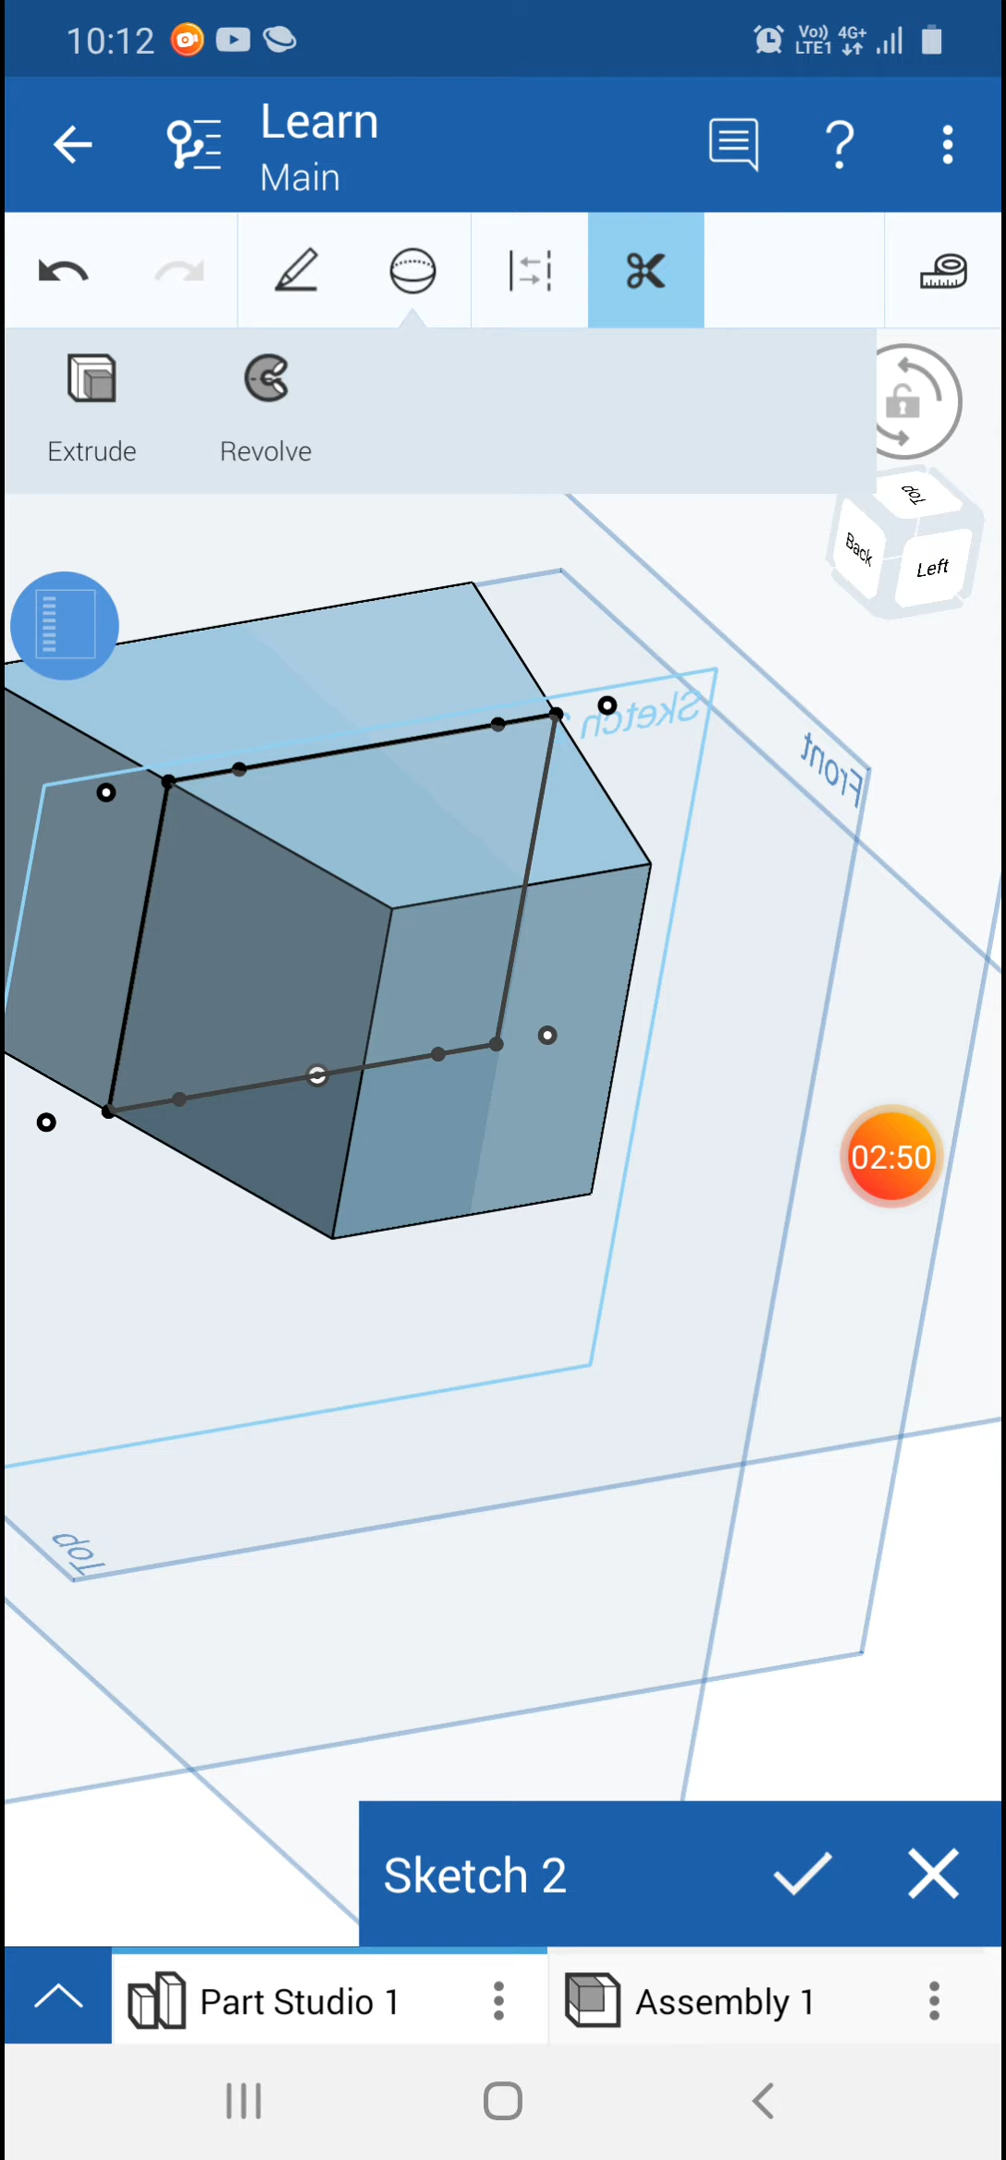 10:12
Vo)) 4G+
LTE1
Learn
Main
Extrude
Revolve
Top
Back
Left
Sketch
Front
02:50
Top
Sketch 2
Part Studio 1
Assembly 1